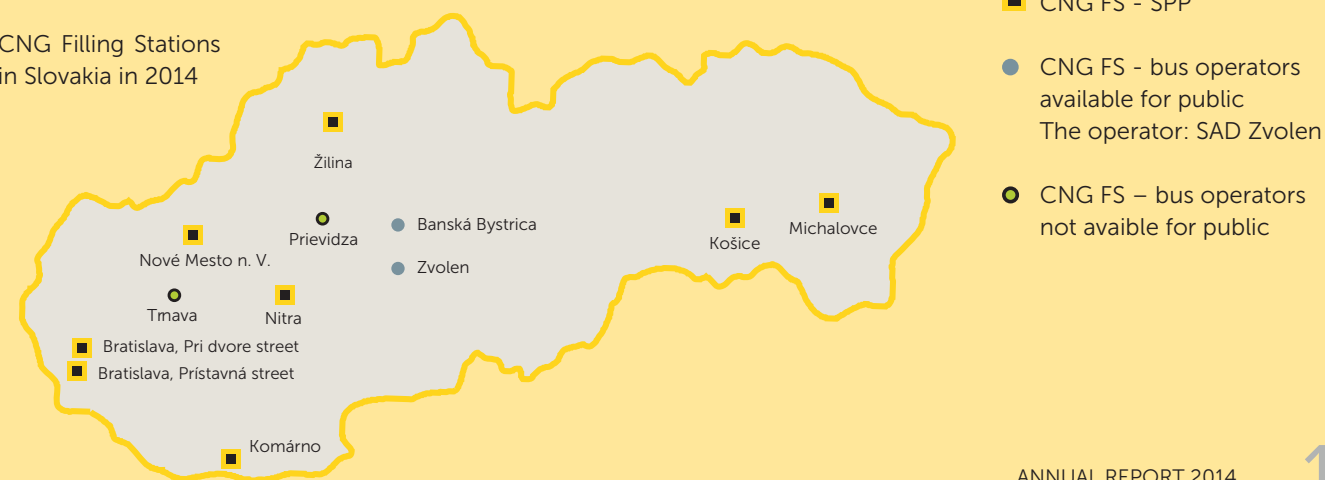 CNG Filling Stations
in Slovakia in 2014
Žilina
Prievidza
Banská Bystrica
Zvolen
Nové Mesto n. V.
Trnava
Nitra
Bratislava, Pri dvore street
Bratislava, Prístavná street
Komárno
Košice
Michalovce
CNG FS - SPP
CNG FS - bus operators
available for public
The operator: SAD Zvolen
CNG FS – bus operators
not avaible for public
ANNUAL REPORT 2014